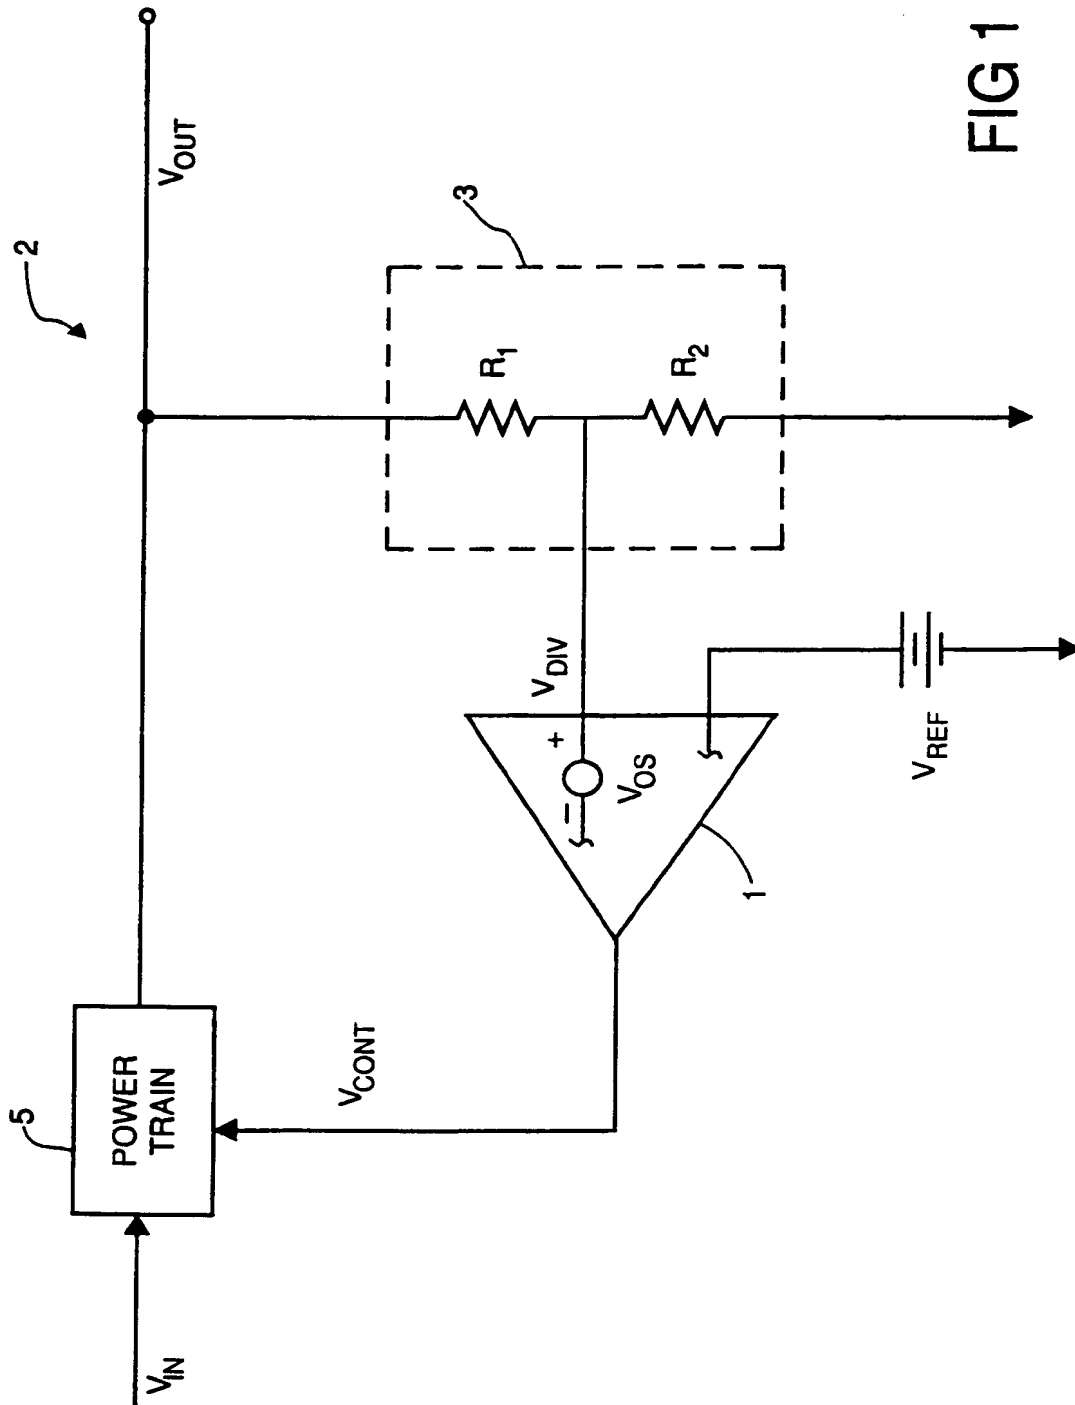 2
V_OUT
5
POWER
TRAIN
V_IN
V_CONT
3
R_1
R_2
V_DIV
+
−
V_OS
1
V_REF
FIG 1